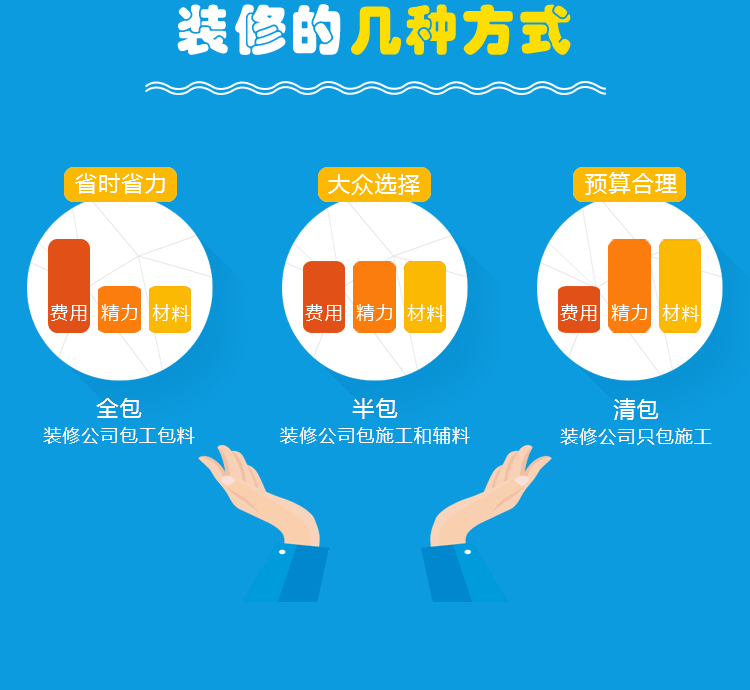 装修的几种方式
省时省力
大众选择
预算合理
费用 精力 材料
费用 精力 材料
费用 精力 材料
全包
装修公司包工包料
半包
装修公司包施工和辅料
清包
装修公司只包施工